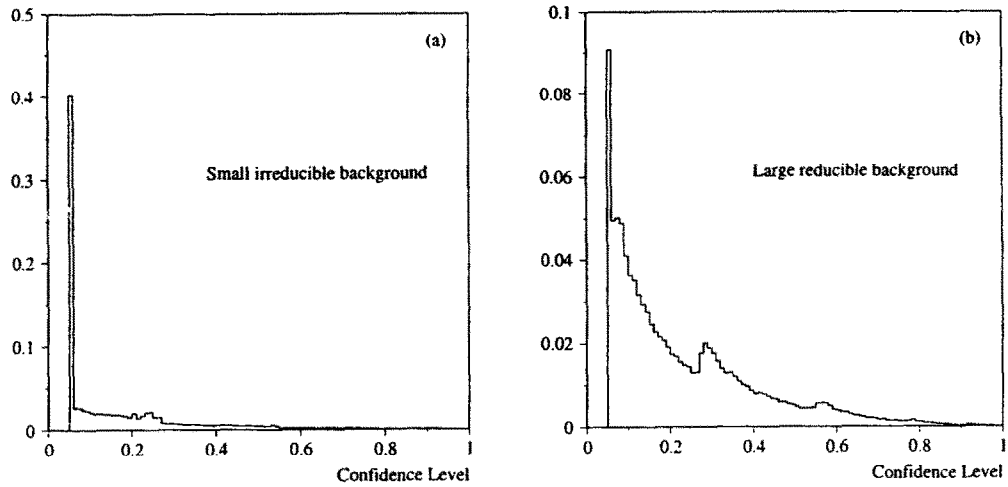 0.5
(a)
0.4
0.3
Small irreducible background
0.2
0.1
0
0 0.2 0.4 0.6 0.8 1
Confidence Level
0.1
(b)
0.08
0.06
Large reducible background
0.04
0.02
0
0 0.2 0.4 0.6 0.8 1
Confidence Level